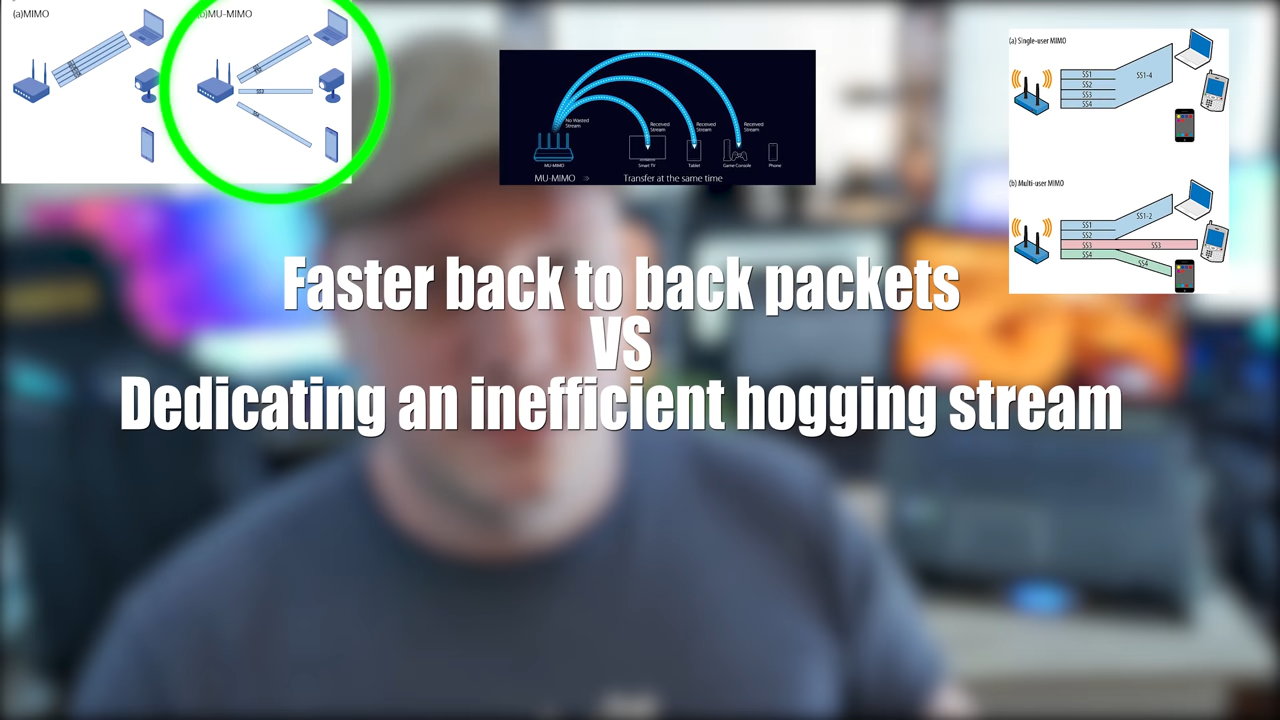 (a)MIMO
MU-MIMO
SS3
SS4
No Wasted
Stream
Received
Stream
Received
Stream
Received
Stream
MU-MIMO
Smart TV
Tablet
Game Console
Phone
MU-MIMO
Transfer at the same time
(a) Single-user MIMO
SS1
SS2
SS3
SS4
SS1-4
(b) Multi-user MIMO
SS1
SS2
SS3
SS4
SS1-2
SS3
SS4
Faster back to back packets
VS
Dedicating an inefficient hogging stream